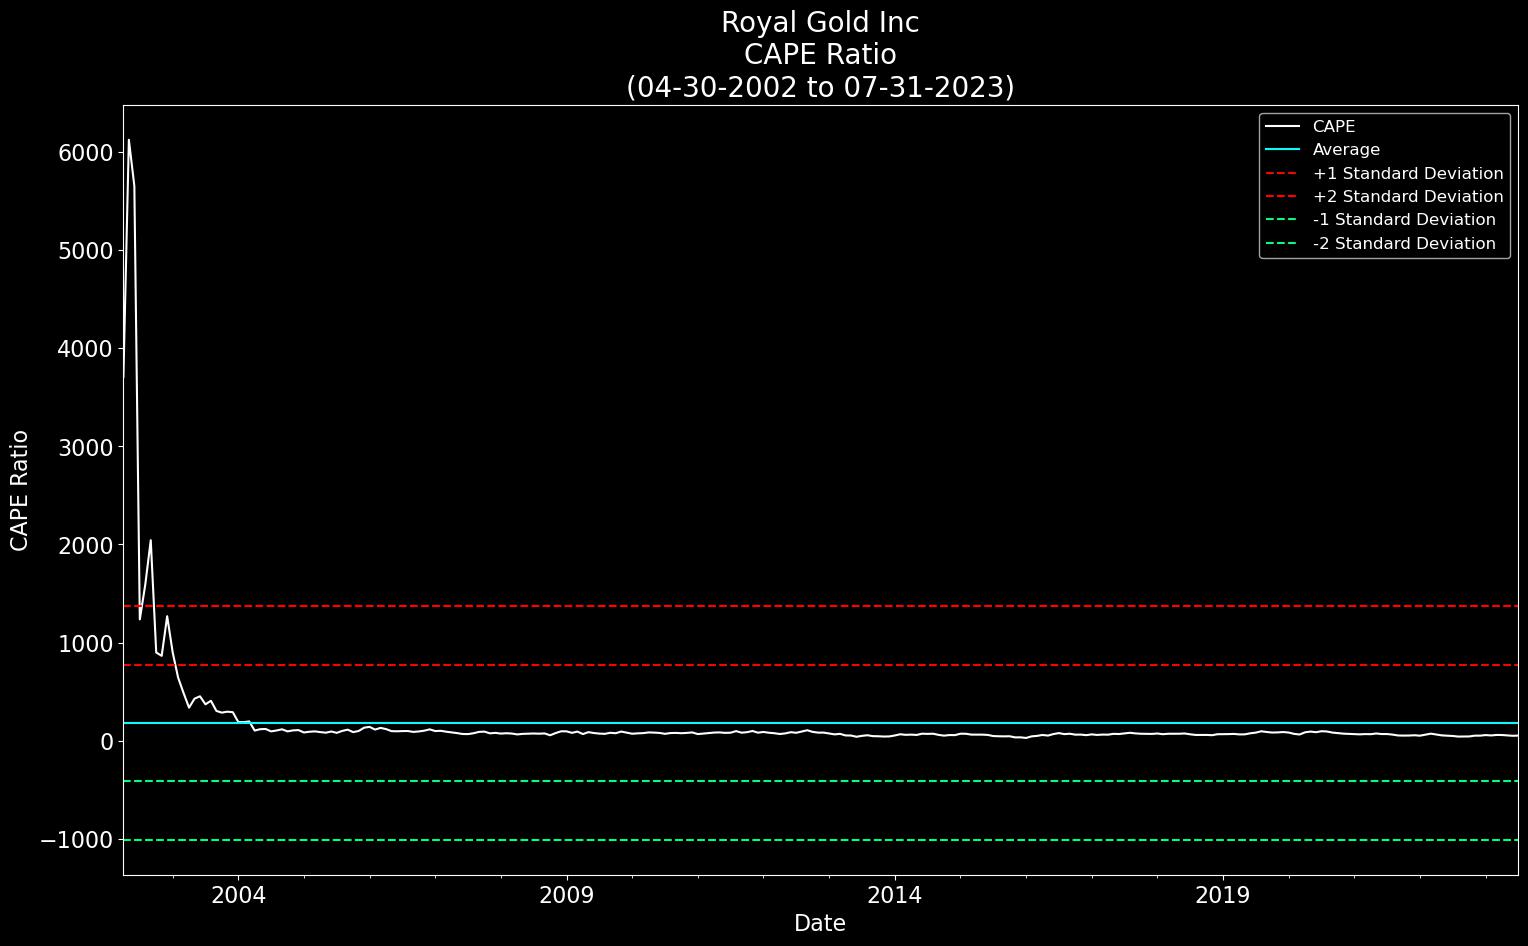 Royal Gold Inc
CAPE Ratio
(04-30-2002 to 07-31-2023)
CAPE
Average
+1 Standard Deviation
+2 Standard Deviation
-1 Standard Deviation
-2 Standard Deviation
6000
5000
4000
3000
2000
1000
0
−1000
CAPE Ratio
2004 2009 2014 2019
Date